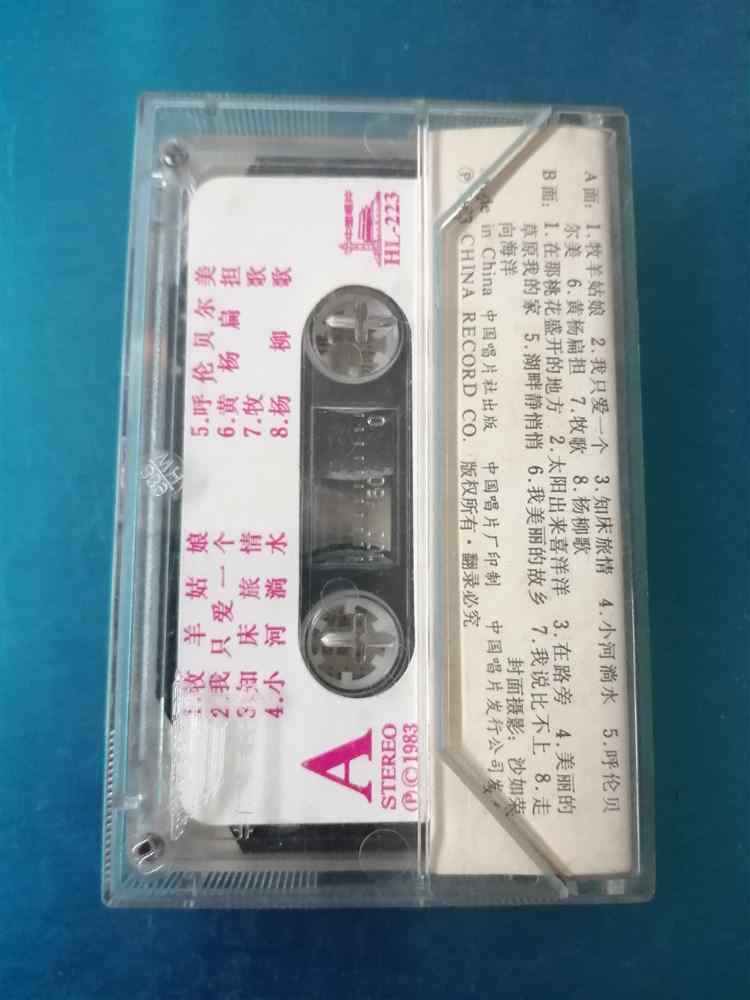 A面：1.牧羊姑娘 2.我只爱一个 3.知床旅情 4.小河淌水 5.呼伦贝
尔美 6.黄杨扁担 7.牧歌 8.杨柳歌
B面：1.在那桃花盛开的地方 2.太阳出来喜洋洋 3.在路旁 4.美丽的
草原我的家 5.湖畔静悄悄 6.我美丽的故乡 7.我说比不上 8.走
向海洋
封面摄影：沙如荣
in China 中国唱片社出版 中国唱片厂印制 中国唱片发行公司发
Ⓟ CHINA RECORD CO. 版权所有·翻录必究
中国唱片
HL-223
A
STEREO
Ⓟ©1983
1.牧羊姑娘
2.我只爱一个
3.知床旅情
4.小河淌水
5.呼伦贝尔美
6.黄杨扁担
7.牧歌
8.杨柳歌
0
50